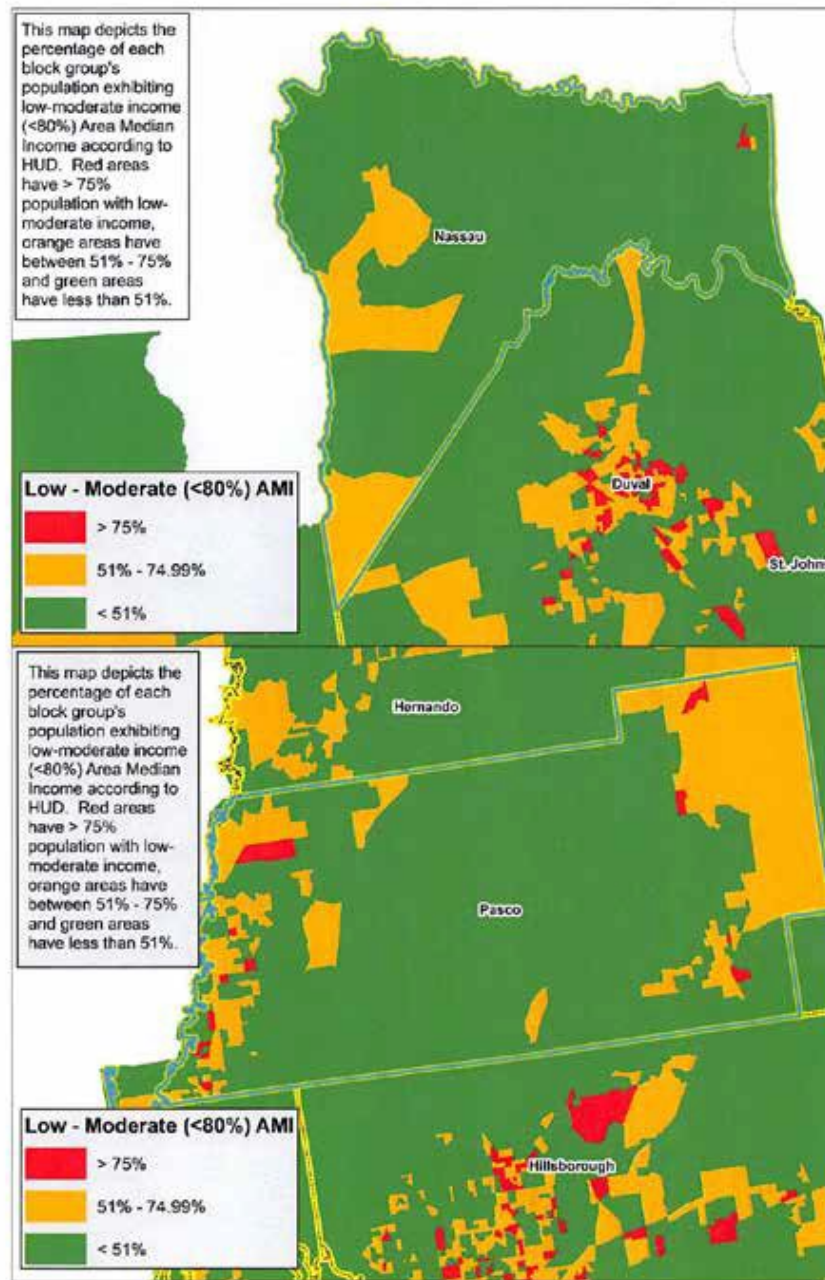 This map depicts the
percentage of each
block group's
population exhibiting
low-moderate income
(<80%) Area Median
Income according to
HUD. Red areas
have > 75%
population with low-
moderate income,
orange areas have
between 51% - 75%
and green areas
have less than 51%.
Nassau
Duval
St. Johns
Low - Moderate (<80%) AMI
> 75%
51% - 74.99%
< 51%
This map depicts the
percentage of each
block group's
population exhibiting
low-moderate income
(<80%) Area Median
Income according to
HUD. Red areas
have > 75%
population with low-
moderate income,
orange areas have
between 51% - 75%
and green areas
have less than 51%.
Hernando
Pasco
Hillsborough
Low - Moderate (<80%) AMI
> 75%
51% - 74.99%
< 51%